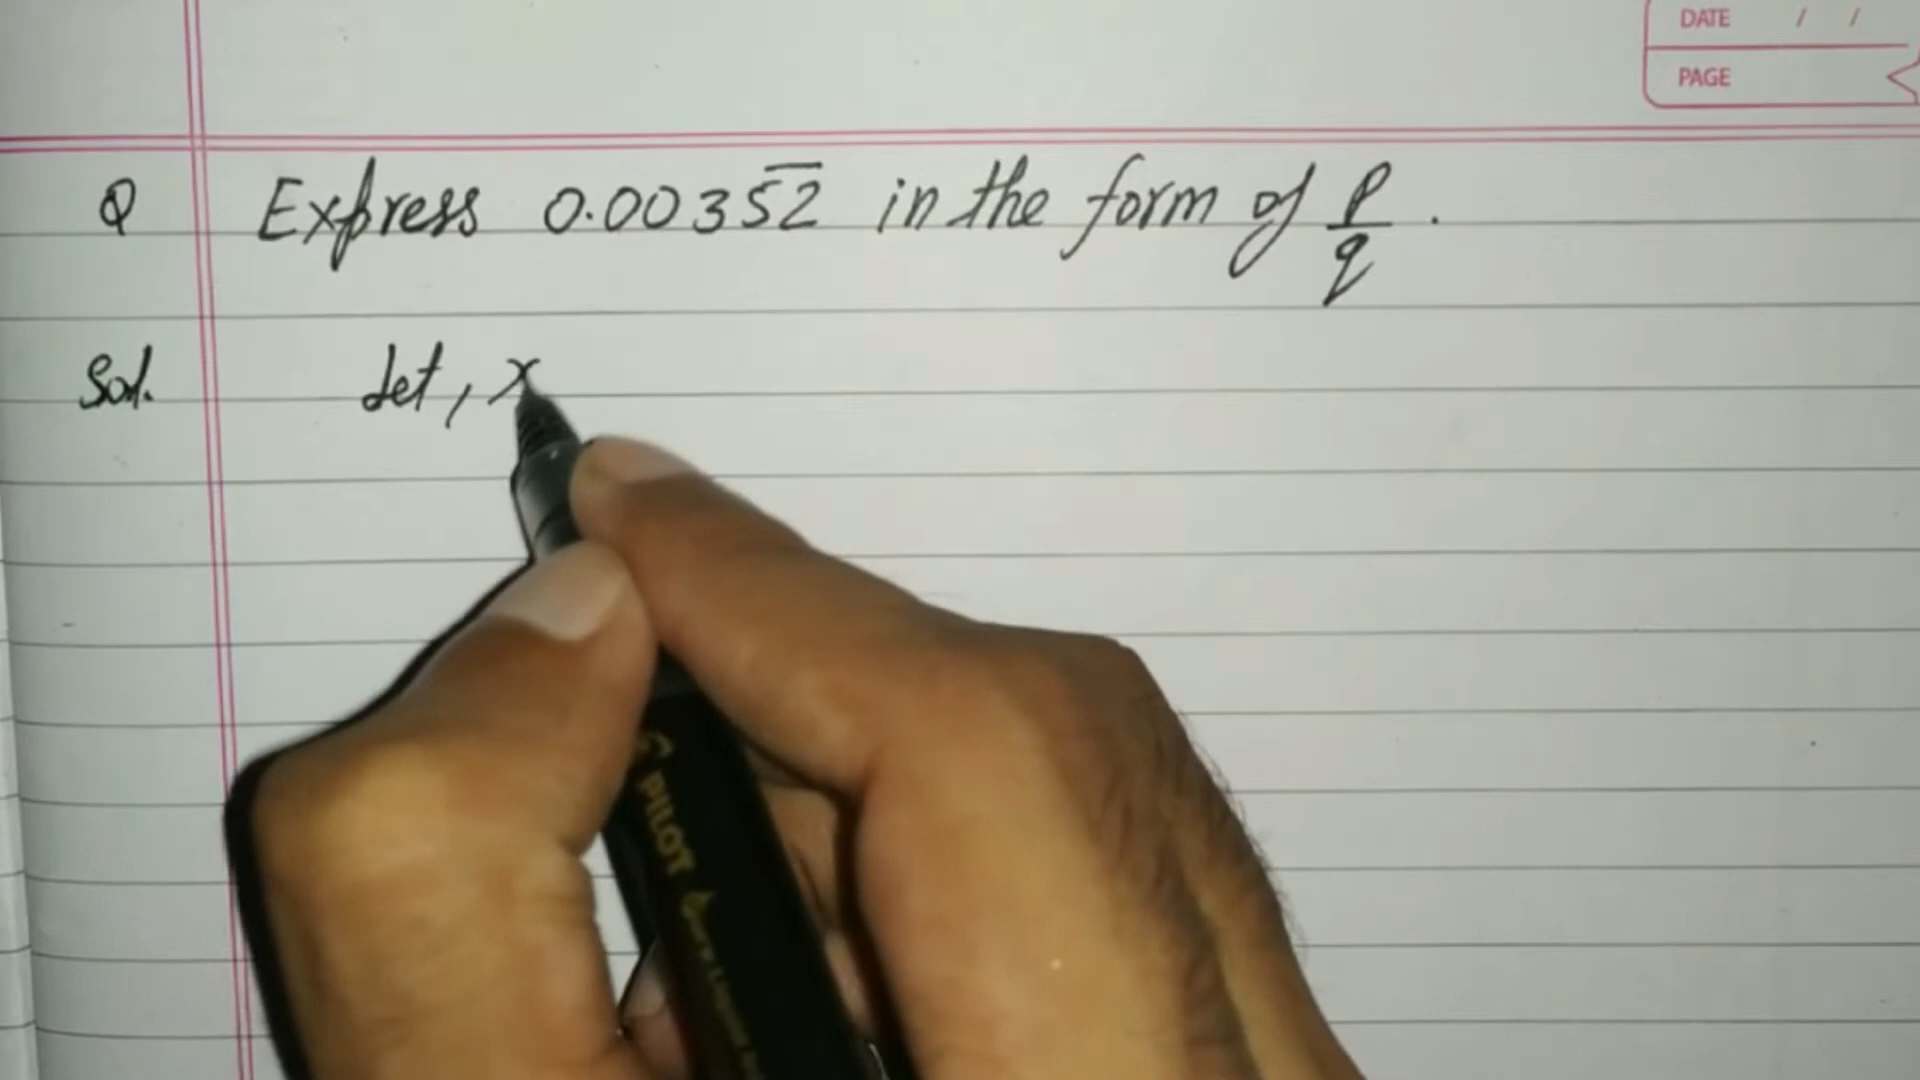 DATE / /
PAGE
Q Express 0.0035̅2̅ in the form of p/q.
Sol. Let, x
PILOT